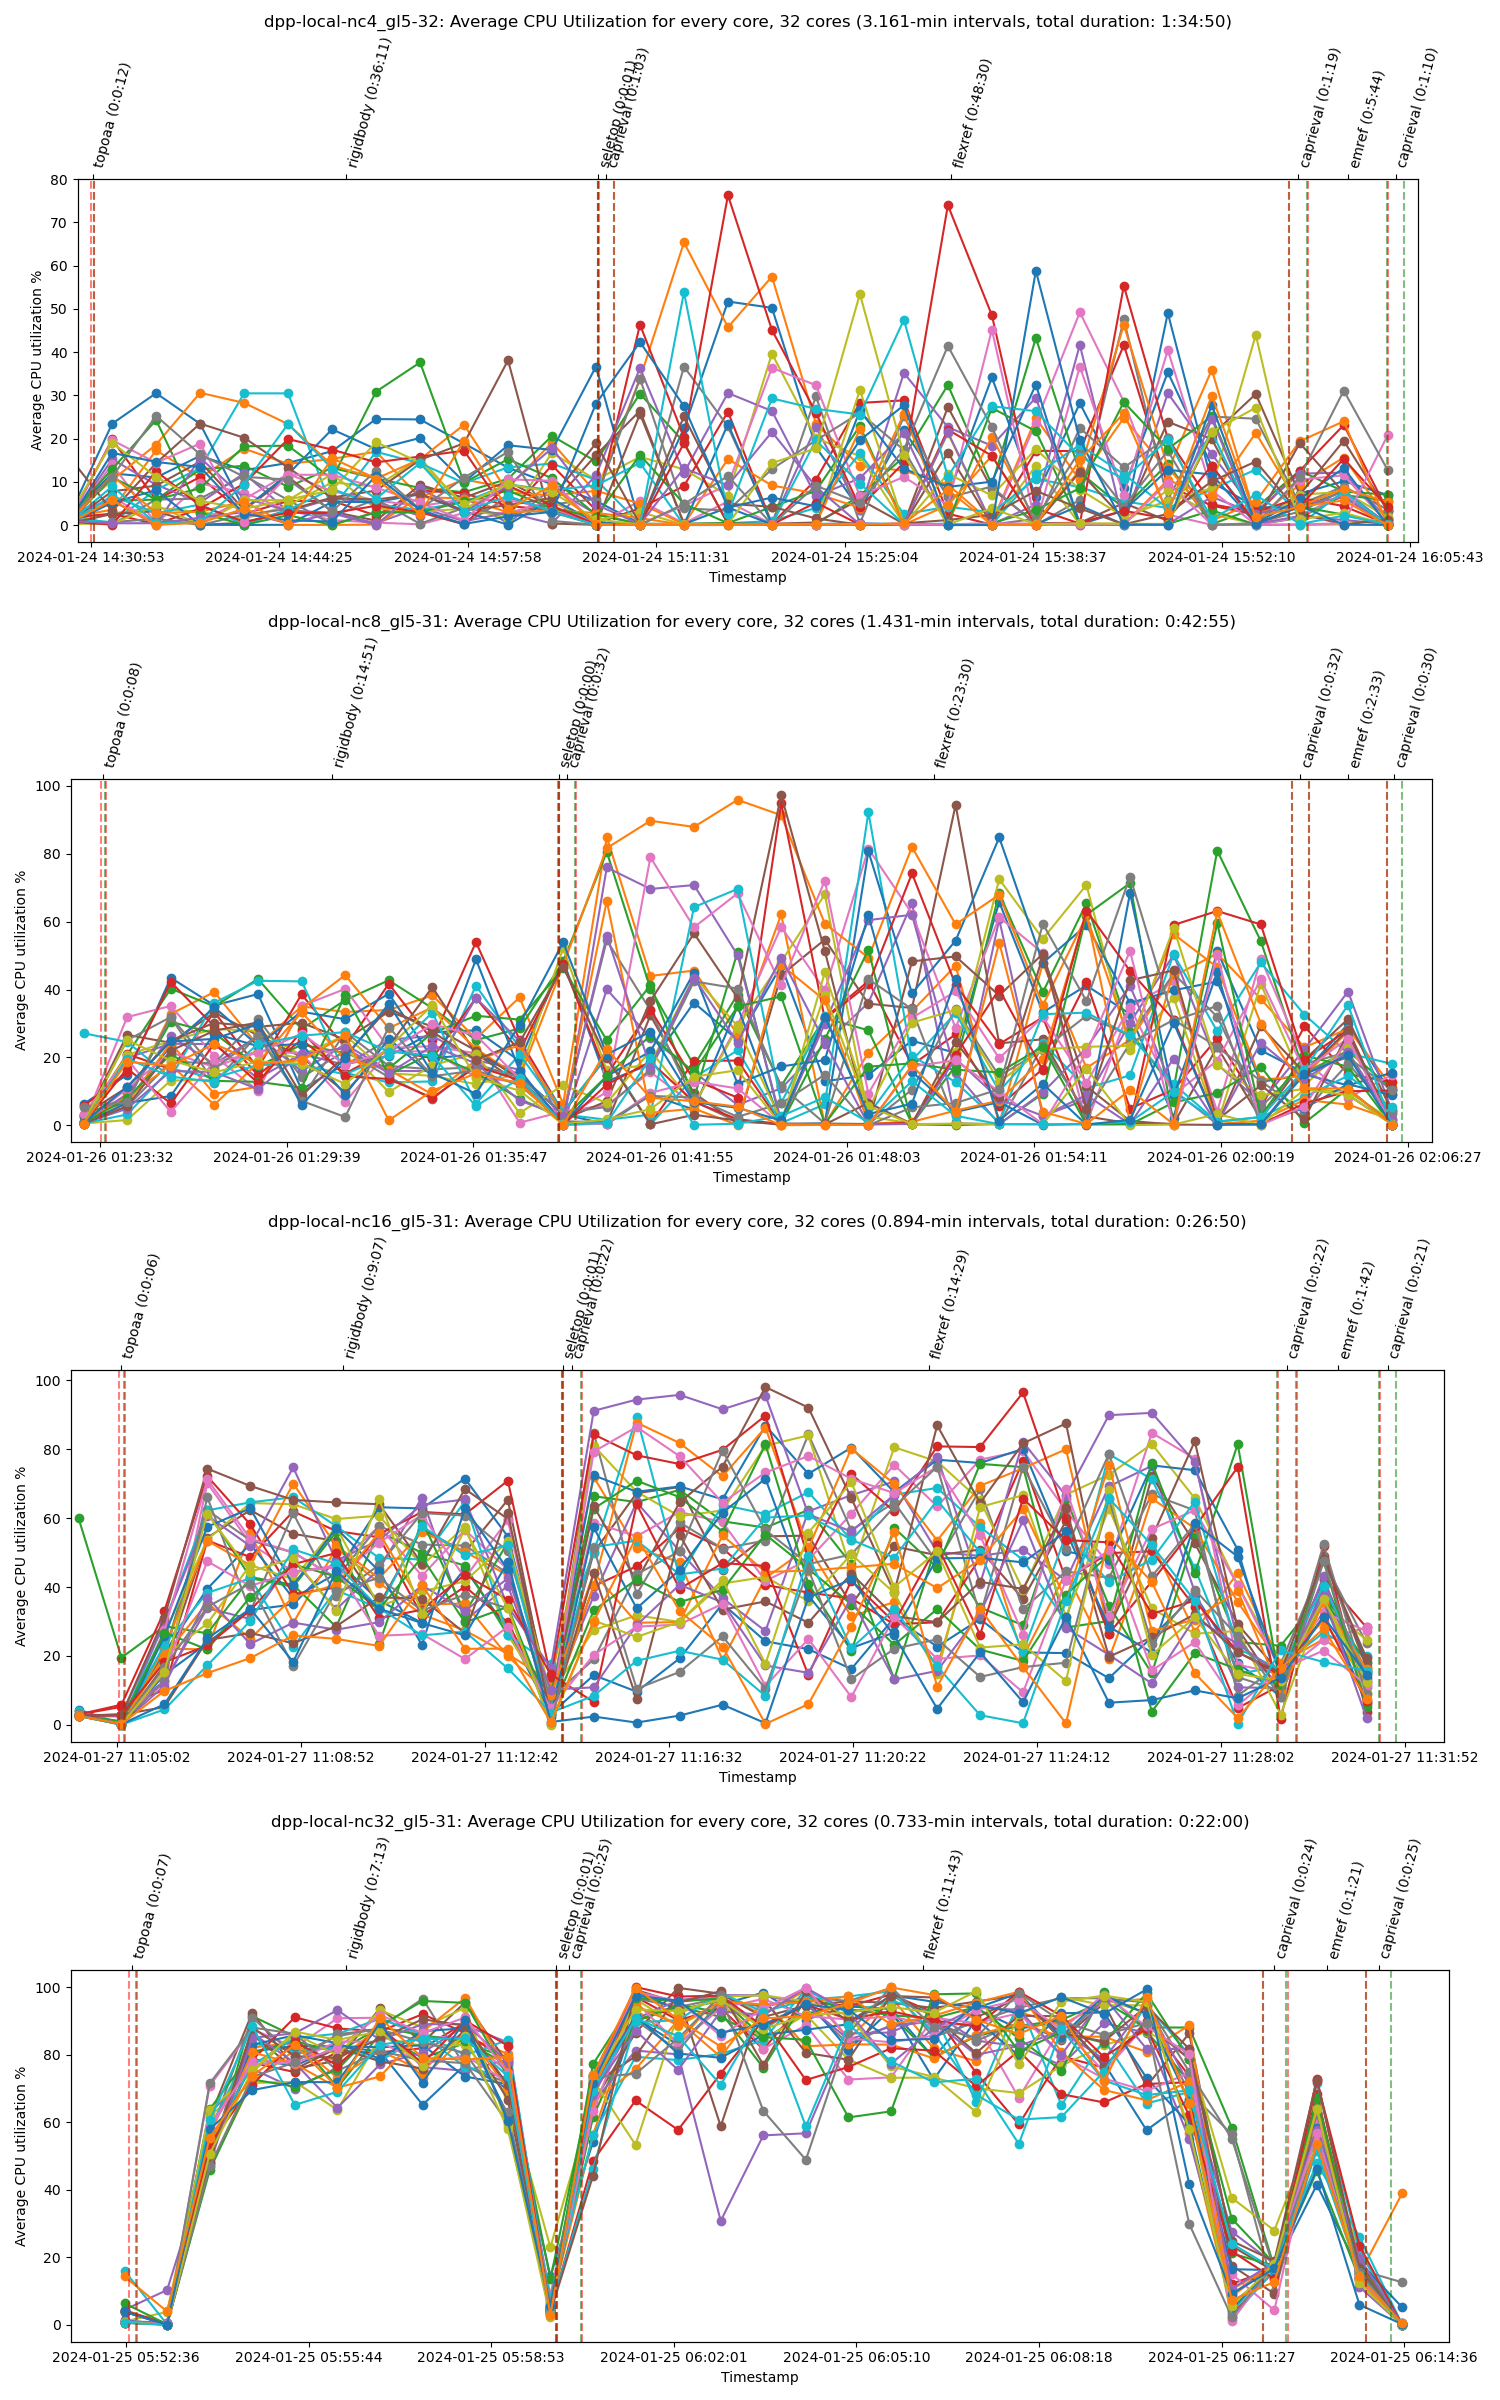 dpp-local-nc4_gl5-32: Average CPU Utilization for every core, 32 cores (3.161-min intervals, total duration: 1:34:50)
topoaa (0:0:12)
rigidbody (0:36:11)
seletop (0:0:01)
caprieval (0:1:03)
flexref (0:48:30)
caprieval (0:1:19)
emref (0:5:44)
caprieval (0:1:10)
Average CPU utilization %
80
70
60
50
40
30
20
10
0
2024-01-24 14:30:53
2024-01-24 14:44:25
2024-01-24 14:57:58
2024-01-24 15:11:31
2024-01-24 15:25:04
2024-01-24 15:38:37
2024-01-24 15:52:10
2024-01-24 16:05:43
Timestamp
dpp-local-nc8_gl5-31: Average CPU Utilization for every core, 32 cores (1.431-min intervals, total duration: 0:42:55)
topoaa (0:0:08)
rigidbody (0:14:51)
seletop (0:0:00)
caprieval (0:0:32)
flexref (0:23:30)
caprieval (0:0:32)
emref (0:2:33)
caprieval (0:0:30)
Average CPU utilization %
100
80
60
40
20
0
2024-01-26 01:23:32
2024-01-26 01:29:39
2024-01-26 01:35:47
2024-01-26 01:41:55
2024-01-26 01:48:03
2024-01-26 01:54:11
2024-01-26 02:00:19
2024-01-26 02:06:27
Timestamp
dpp-local-nc16_gl5-31: Average CPU Utilization for every core, 32 cores (0.894-min intervals, total duration: 0:26:50)
topoaa (0:0:06)
rigidbody (0:9:07)
seletop (0:0:01)
caprieval (0:0:22)
flexref (0:14:29)
caprieval (0:0:22)
emref (0:1:42)
caprieval (0:0:21)
Average CPU utilization %
100
80
60
40
20
0
2024-01-27 11:05:02
2024-01-27 11:08:52
2024-01-27 11:12:42
2024-01-27 11:16:32
2024-01-27 11:20:22
2024-01-27 11:24:12
2024-01-27 11:28:02
2024-01-27 11:31:52
Timestamp
dpp-local-nc32_gl5-31: Average CPU Utilization for every core, 32 cores (0.733-min intervals, total duration: 0:22:00)
topoaa (0:0:07)
rigidbody (0:7:13)
seletop (0:0:01)
caprieval (0:0:25)
flexref (0:11:43)
caprieval (0:0:24)
emref (0:1:21)
caprieval (0:0:25)
Average CPU utilization %
100
80
60
40
20
0
2024-01-25 05:52:36
2024-01-25 05:55:44
2024-01-25 05:58:53
2024-01-25 06:02:01
2024-01-25 06:05:10
2024-01-25 06:08:18
2024-01-25 06:11:27
2024-01-25 06:14:36
Timestamp